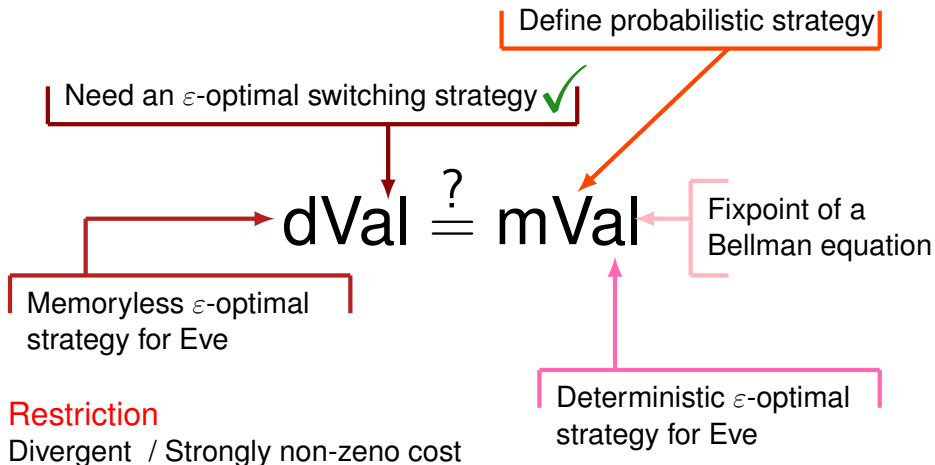 Define probabilistic strategy
Need an ε-optimal switching strategy ✓
dVal ≟ mVal
Fixpoint of a
Bellman equation
Memoryless ε-optimal
strategy for Eve
Deterministic ε-optimal
strategy for Eve
Restriction
Divergent / Strongly non-zeno cost